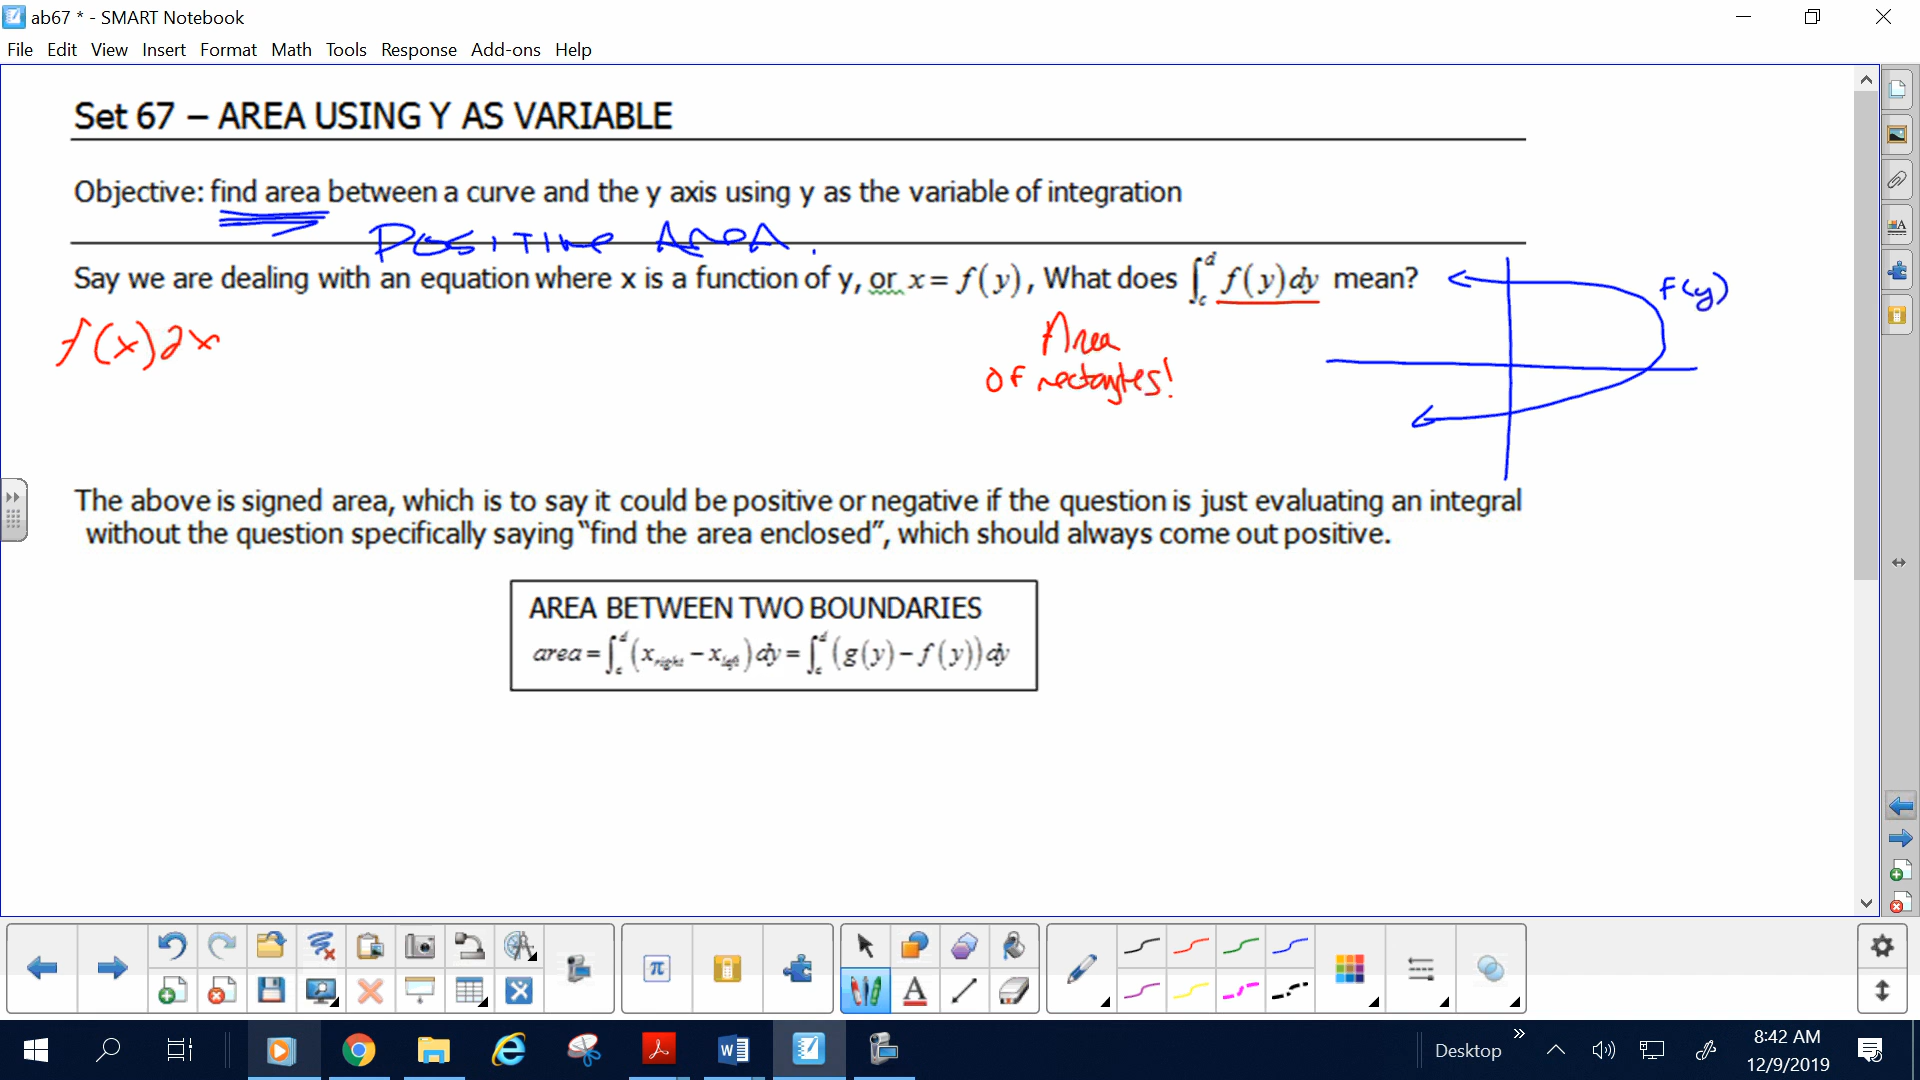 ab67 * - SMART Notebook
File Edit View Insert Format Math Tools Response Add-ons Help
Set 67 – AREA USING Y AS VARIABLE
Objective: find area between a curve and the y axis using y as the variable of integration
POSITIVE AREA.
Say we are dealing with an equation where x is a function of y, or x = f(y), What does ∫_c^d f(y)dy mean?
f(y)
f(x)dx
Area
of rectangles!
The above is signed area, which is to say it could be positive or negative if the question is just evaluating an integral
without the question specifically saying “find the area enclosed”, which should always come out positive.
AREA BETWEEN TWO BOUNDARIES
area = ∫_c^d (x_right − x_left) dy = ∫_c^d (g(y) − f(y)) dy
Desktop
8:42 AM
12/9/2019